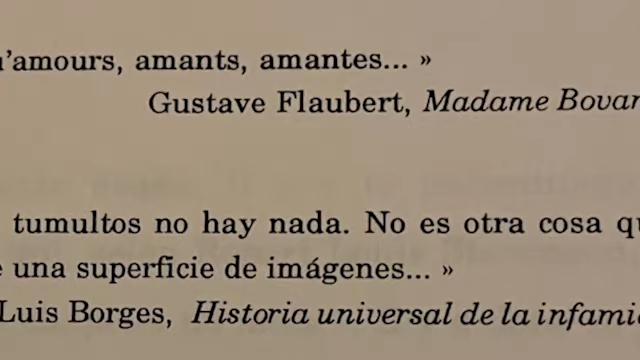 'amours, amants, amantes... »
Gustave Flaubert, Madame Bovar
tumultos no hay nada. No es otra cosa qu
una superficie de imágenes... »
Luis Borges, Historia universal de la infami